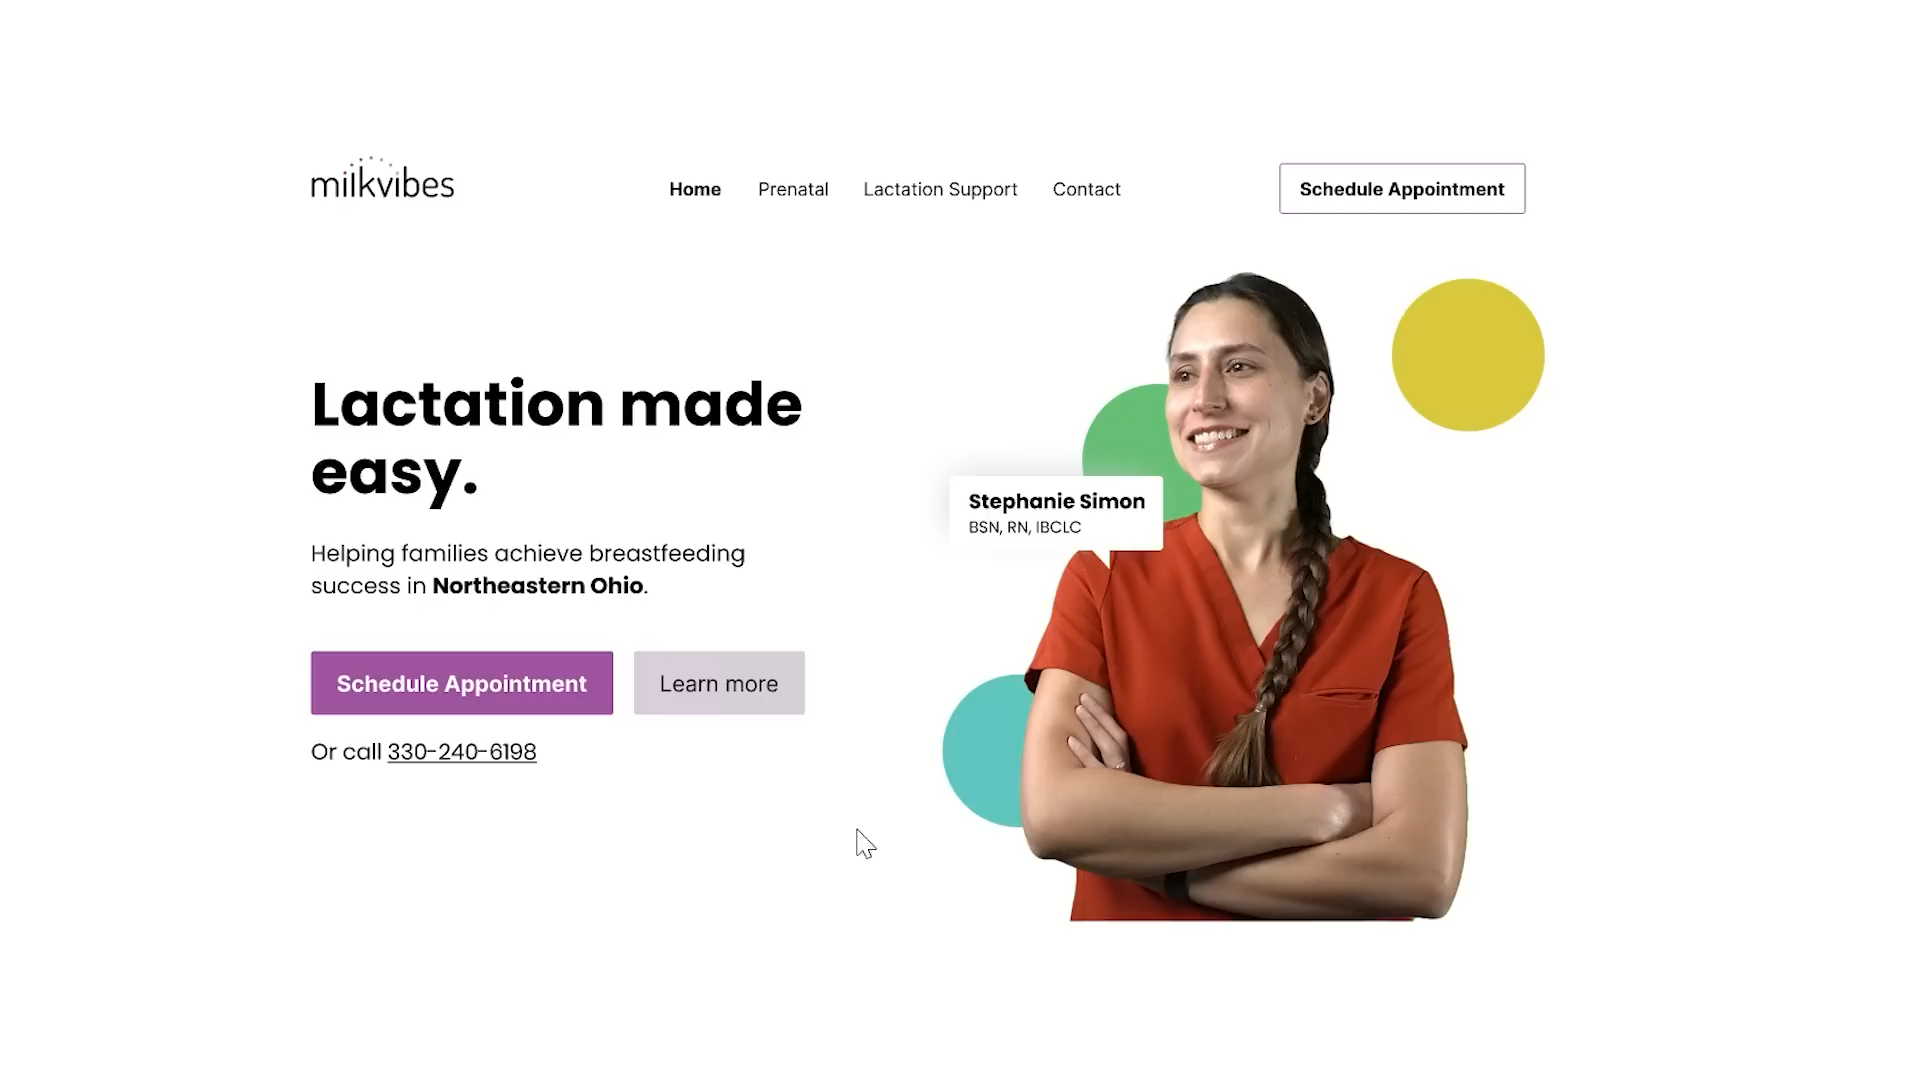 milkvibes
Home
Prenatal
Lactation Support
Contact
Schedule Appointment
Lactation made
easy.
Helping families achieve breastfeeding
success in Northeastern Ohio.
Schedule Appointment
Learn more
Or call 330-240-6198
Stephanie Simon
BSN, RN, IBCLC